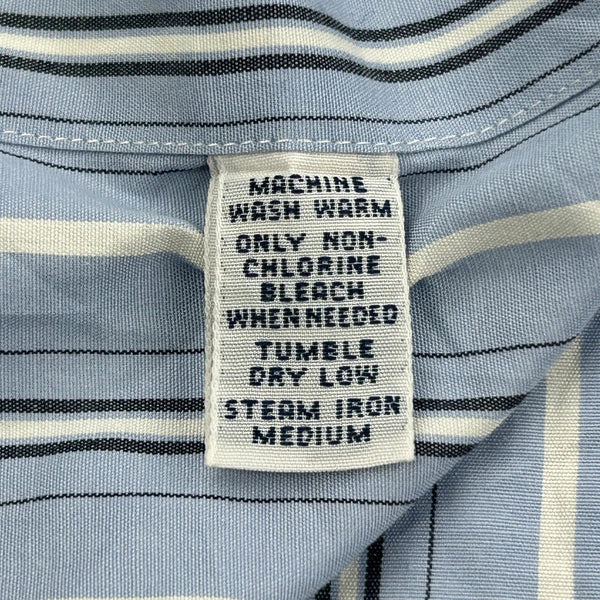 MACHINE
WASH WARM
ONLY NON-
CHLORINE
BLEACH
WHEN NEEDED
TUMBLE
DRY LOW
STEAM IRON
MEDIUM